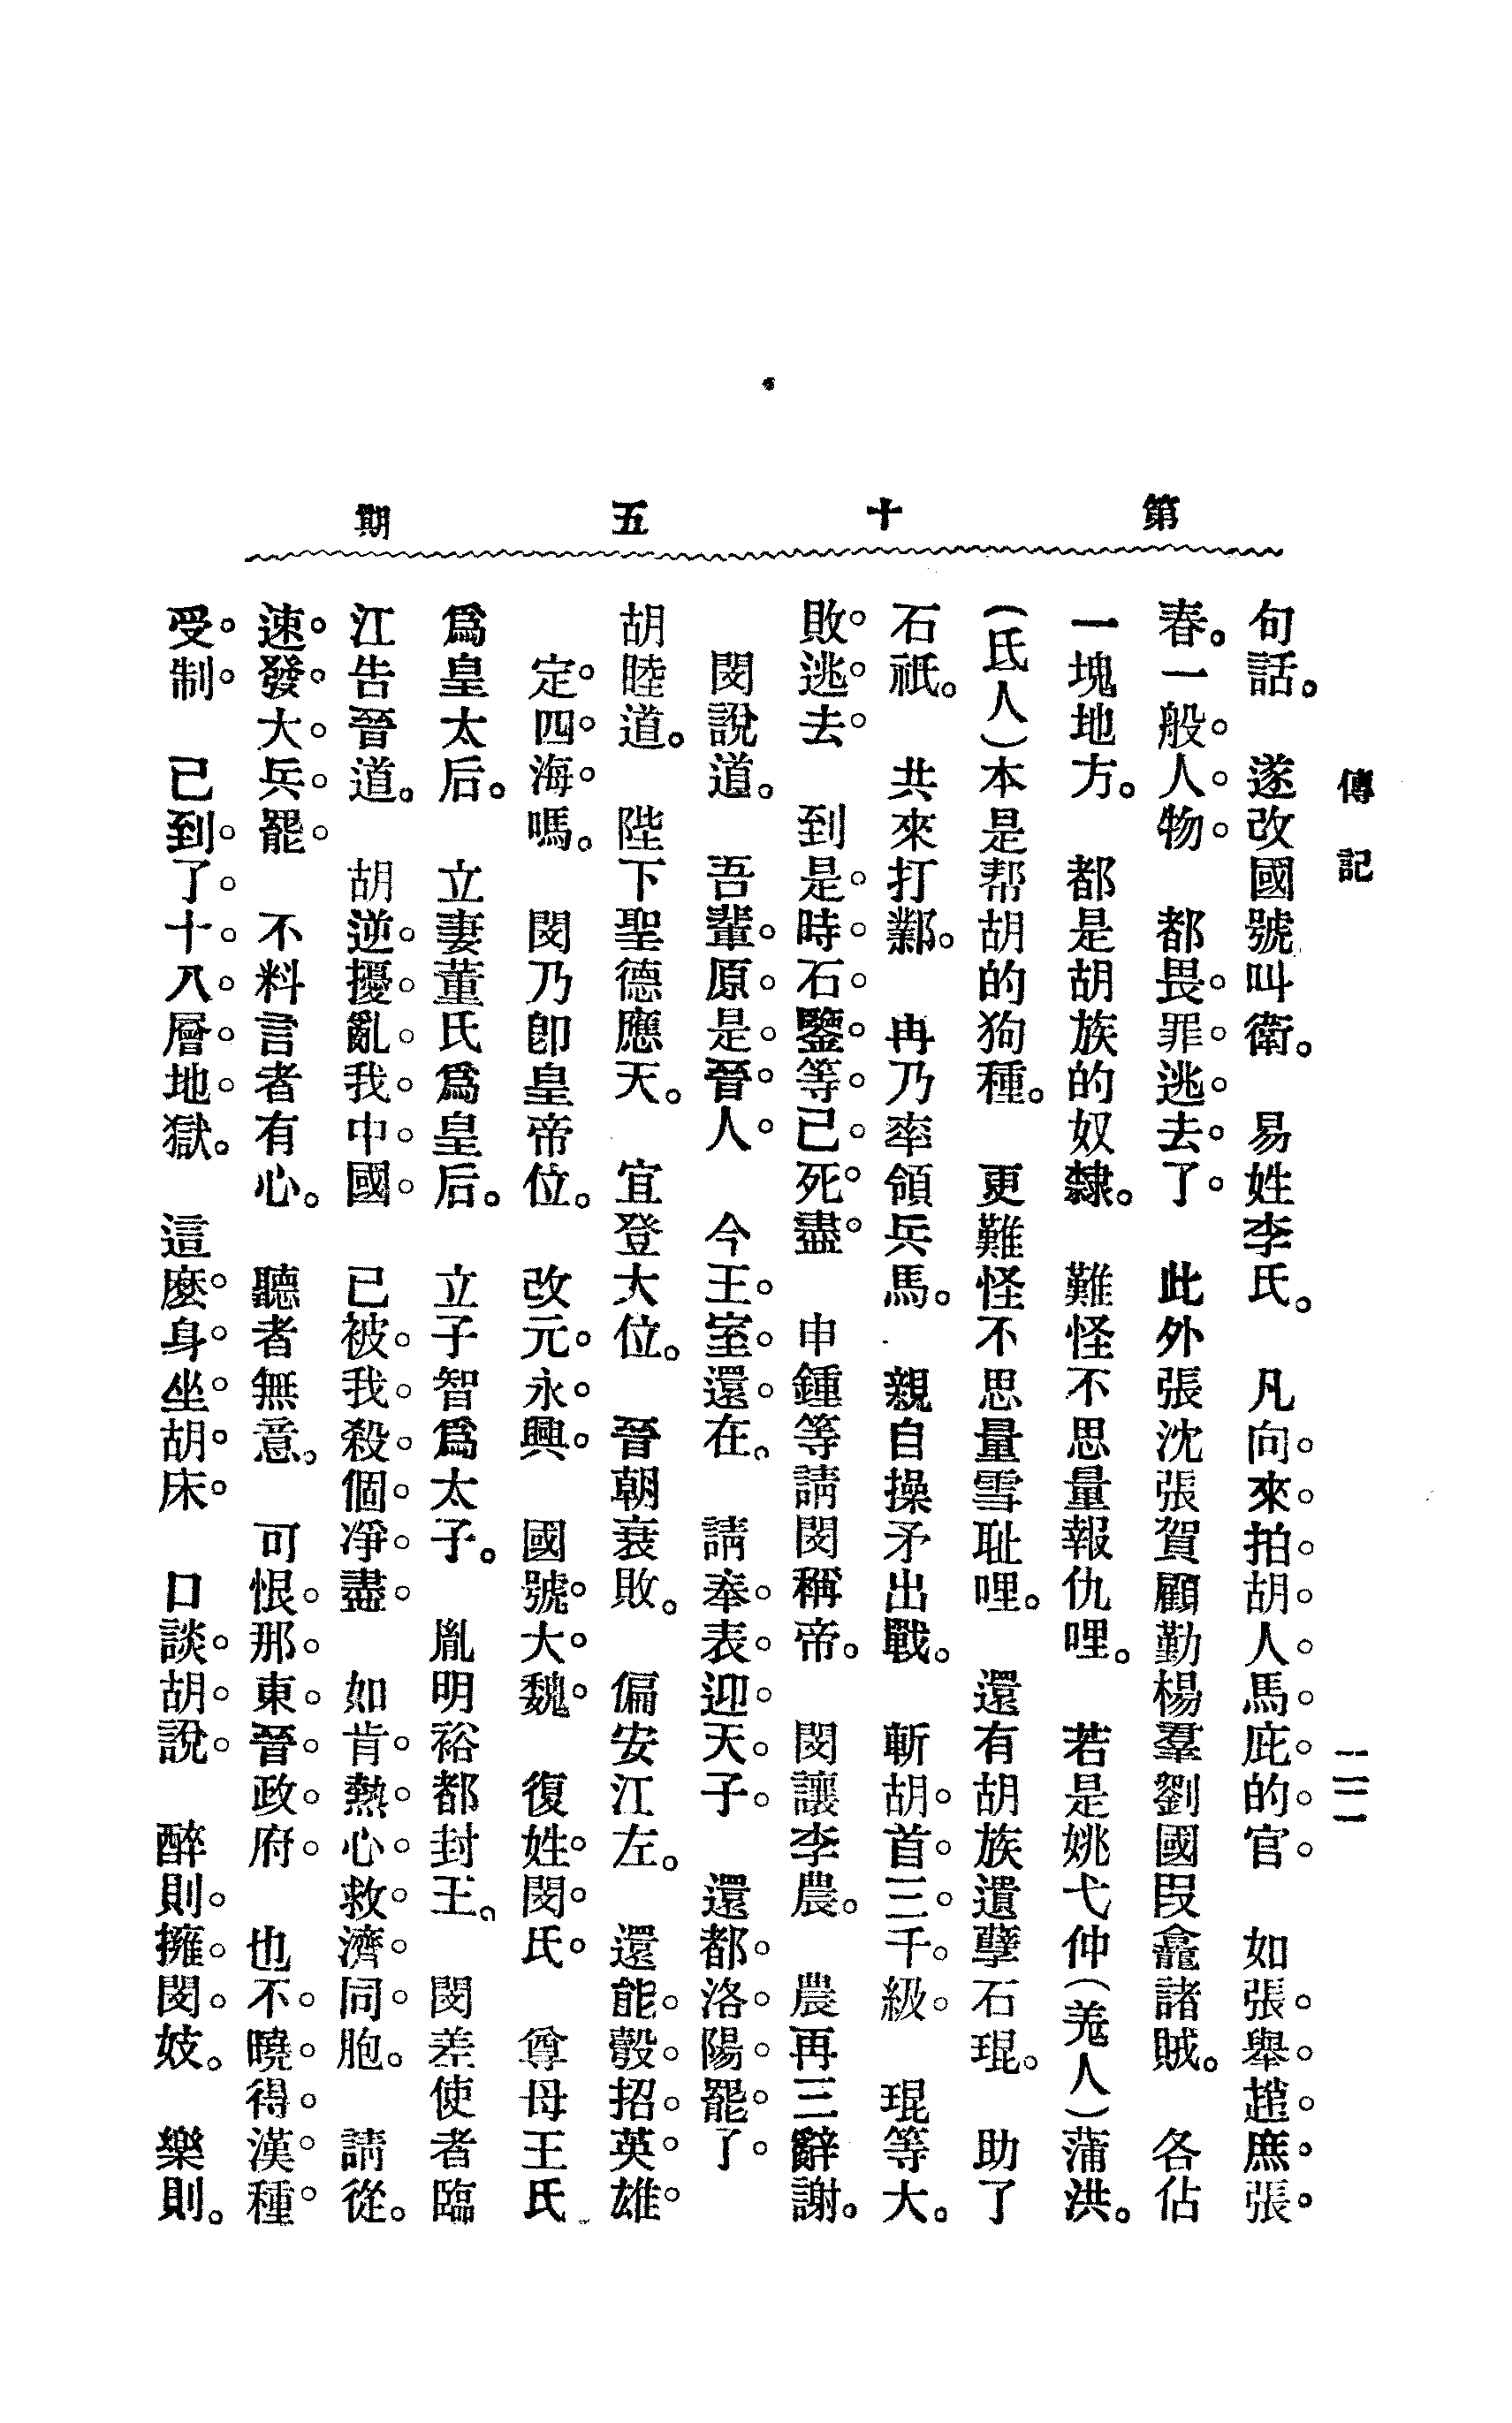 第十五期
傳記
二三二
句話。　遂改國號叫衛。　易姓李氏。　凡向來拍胡人馬庇的官　如張舉趙庶張
春。一般人物　都畏罪逃去了　此外張沈張賀顧勤楊羣劉國段龕諸賊。　各佔
一塊地方。　都是胡族的奴隸。　難怪不思量報仇哩。　若是姚弋仲（羌人）蒲洪。
（氐人）本是帮胡的狗種。　更難怪不思量雪耻哩。　還有胡族遺孽石琨。　助了
石祇。　共來打鄴。　冉乃率領兵馬。　親自操矛出戰。　斬胡首三千級　琨等大。
敗逃去　到是時石鑒等已死盡　申鍾等請閔稱帝。　閔讓李農。　農再三辭謝。
閔說道。　吾輩原是晉人　今王室還在。　請奉表迎天子　還都洛陽罷了
胡睦道。　陛下聖德應天。　宜登大位。　晉朝衰敗。　偏安江左。　還能彀招英雄
定四海嗎。　閔乃卽皇帝位。　改元永興　國號大魏　復姓閔氏　尊母王氏
爲皇太后。　立妻董氏爲皇后。　立子智爲太子。　胤明裕都封王。　閔差使者臨
江告晉道。　胡逆擾亂我中國　已被我殺個凈盡　如肯熱心救濟同胞。　請從。
速發大兵罷　不料言者有心。　聽者無意。　可恨那東晉政府　也不曉得漢種
受制　已到了十八層地獄。　這麽身坐胡床　口談胡說　醉則擁閔妓。　樂則。